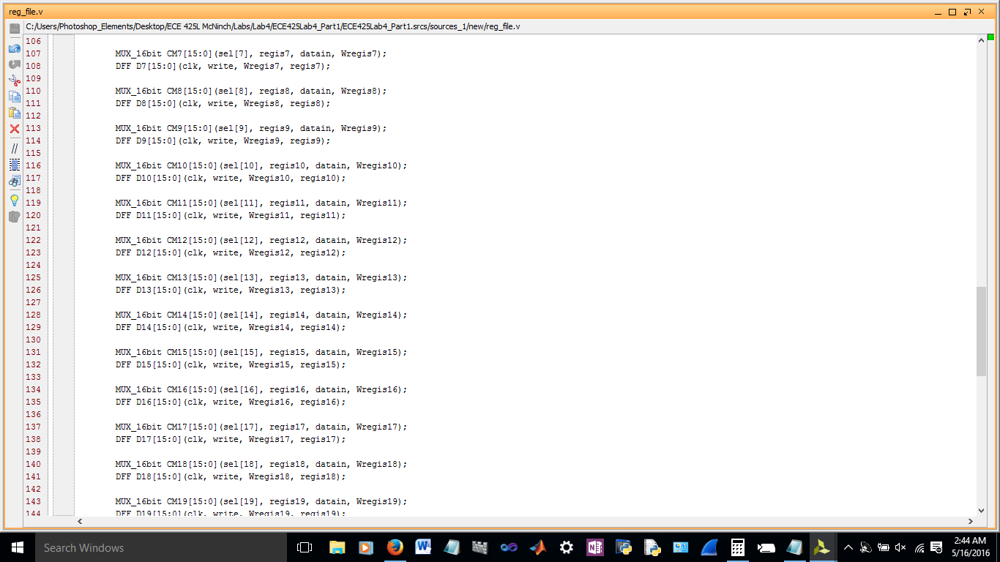 reg_file.v
C:/Users/Photoshop_Elements/Desktop/ECE 425L McNinch/Labs/Lab4/ECE425Lab4_Part1/ECE425Lab4_Part1.srcs/sources_1/new/reg_file.v
106
107 MUX_16bit CM7[15:0](sel[7], regis7, datain, Wregis7);
108 DFF D7[15:0](clk, write, Wregis7, regis7);
109
110 MUX_16bit CM8[15:0](sel[8], regis8, datain, Wregis8);
111 DFF D8[15:0](clk, write, Wregis8, regis8);
112
113 MUX_16bit CM9[15:0](sel[9], regis9, datain, Wregis9);
114 DFF D9[15:0](clk, write, Wregis9, regis9);
115
116 MUX_16bit CM10[15:0](sel[10], regis10, datain, Wregis10);
117 DFF D10[15:0](clk, write, Wregis10, regis10);
118
119 MUX_16bit CM11[15:0](sel[11], regis11, datain, Wregis11);
120 DFF D11[15:0](clk, write, Wregis11, regis11);
121
122 MUX_16bit CM12[15:0](sel[12], regis12, datain, Wregis12);
123 DFF D12[15:0](clk, write, Wregis12, regis12);
124
125 MUX_16bit CM13[15:0](sel[13], regis13, datain, Wregis13);
126 DFF D13[15:0](clk, write, Wregis13, regis13);
127
128 MUX_16bit CM14[15:0](sel[14], regis14, datain, Wregis14);
129 DFF D14[15:0](clk, write, Wregis14, regis14);
130
131 MUX_16bit CM15[15:0](sel[15], regis15, datain, Wregis15);
132 DFF D15[15:0](clk, write, Wregis15, regis15);
133
134 MUX_16bit CM16[15:0](sel[16], regis16, datain, Wregis16);
135 DFF D16[15:0](clk, write, Wregis16, regis16);
136
137 MUX_16bit CM17[15:0](sel[17], regis17, datain, Wregis17);
138 DFF D17[15:0](clk, write, Wregis17, regis17);
139
140 MUX_16bit CM18[15:0](sel[18], regis18, datain, Wregis18);
141 DFF D18[15:0](clk, write, Wregis18, regis18);
142
143 MUX_16bit CM19[15:0](sel[19], regis19, datain, Wregis19);
144 DFF D19[15:0](clk, write, Wregis19, regis19);
Search Windows
2:44 AM
5/16/2016